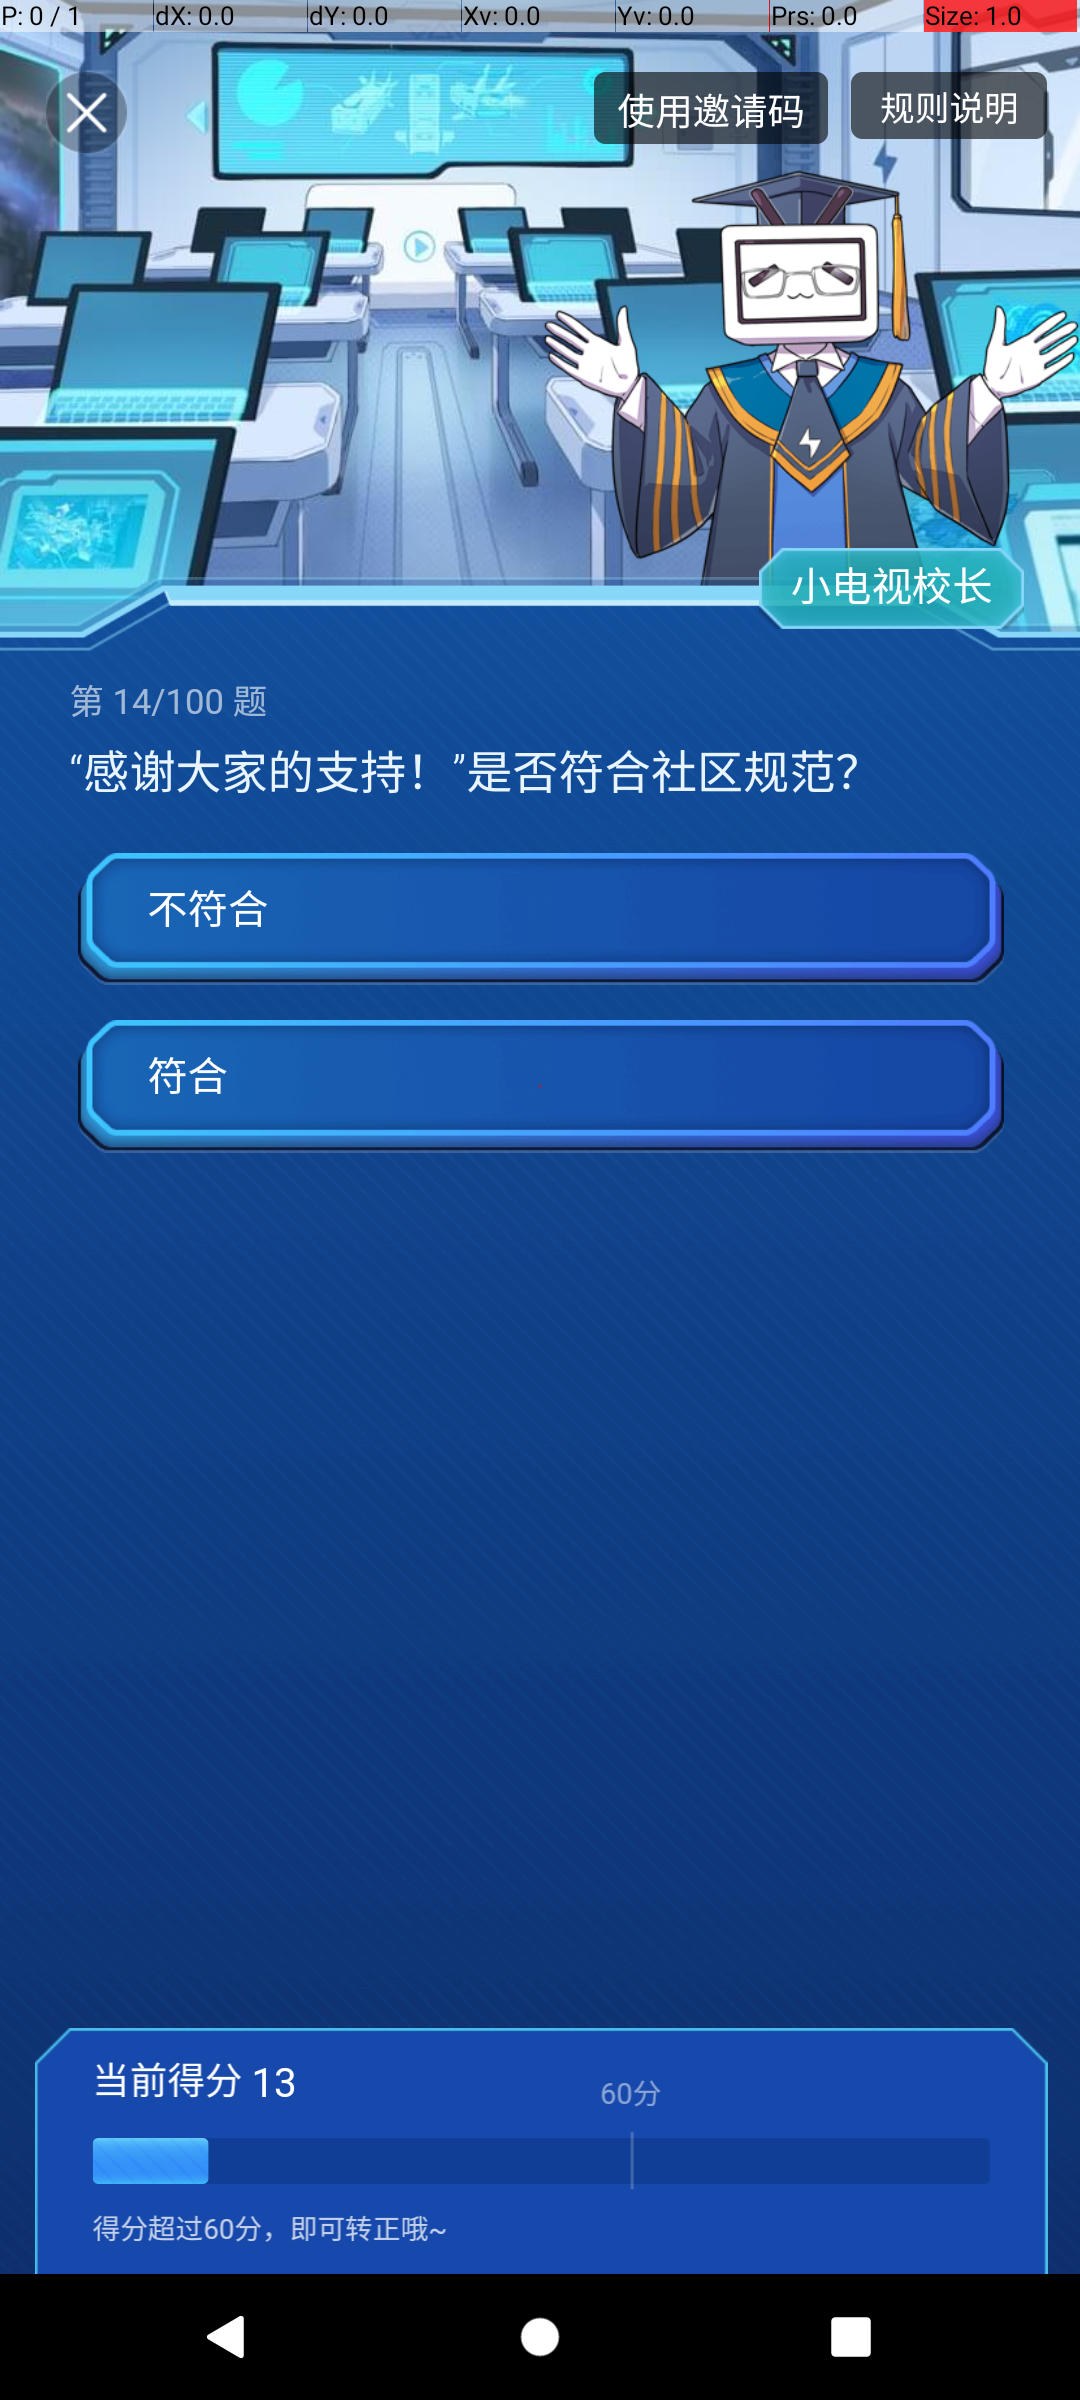 P: 0 / 1 dX: 0.0 dY: 0.0 Xv: 0.0 Yv: 0.0 Prs: 0.0 Size: 1.0
使用邀请码 规则说明
小电视校长
第 14/100 题
“感谢大家的支持！”是否符合社区规范？
不符合
符合
当前得分 13
60分
得分超过60分，即可转正哦~